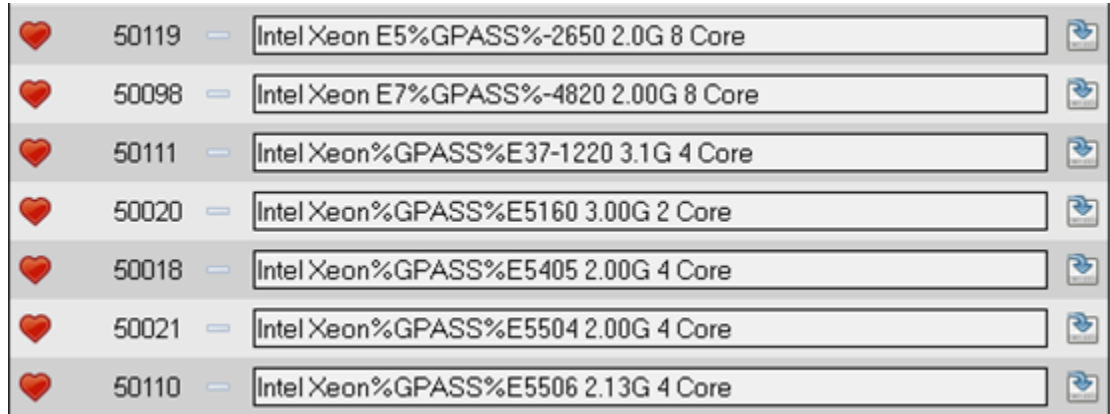 50119 Intel Xeon E5%GPASS%-2650 2.0G 8 Core
50098 Intel Xeon E7%GPASS%-4820 2.00G 8 Core
50111 Intel Xeon%GPASS%E37-1220 3.1G 4 Core
50020 Intel Xeon%GPASS%E5160 3.00G 2 Core
50018 Intel Xeon%GPASS%E5405 2.00G 4 Core
50021 Intel Xeon%GPASS%E5504 2.00G 4 Core
50110 Intel Xeon%GPASS%E5506 2.13G 4 Core